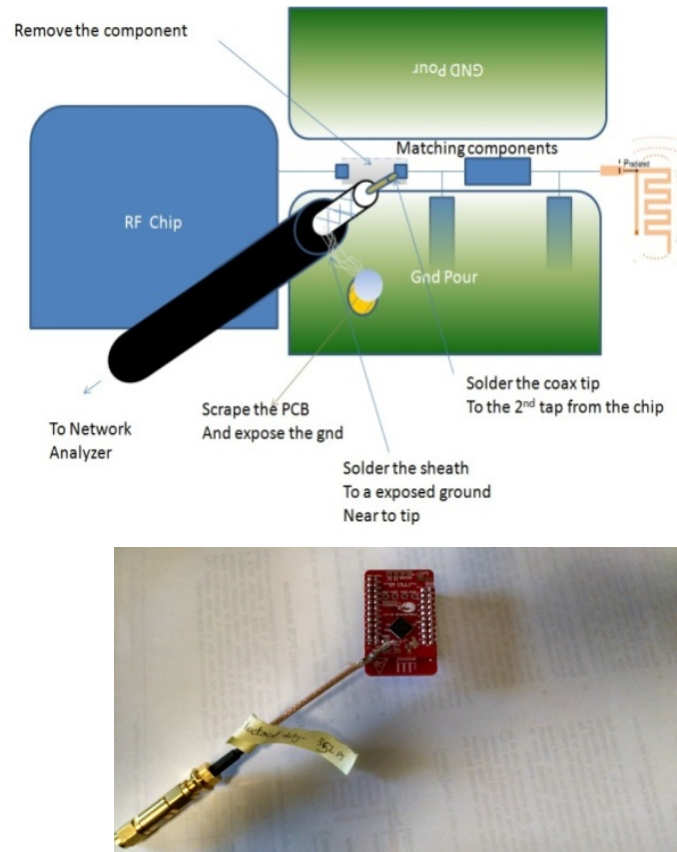 Remove the component
GND Pour
Matching components
P radiated
RF Chip
Gnd Pour
Solder the coax tip
To the 2nd tap from the chip
Scrape the PCB
And expose the gnd
To Network
Analyzer
Solder the sheath
To a exposed ground
Near to tip